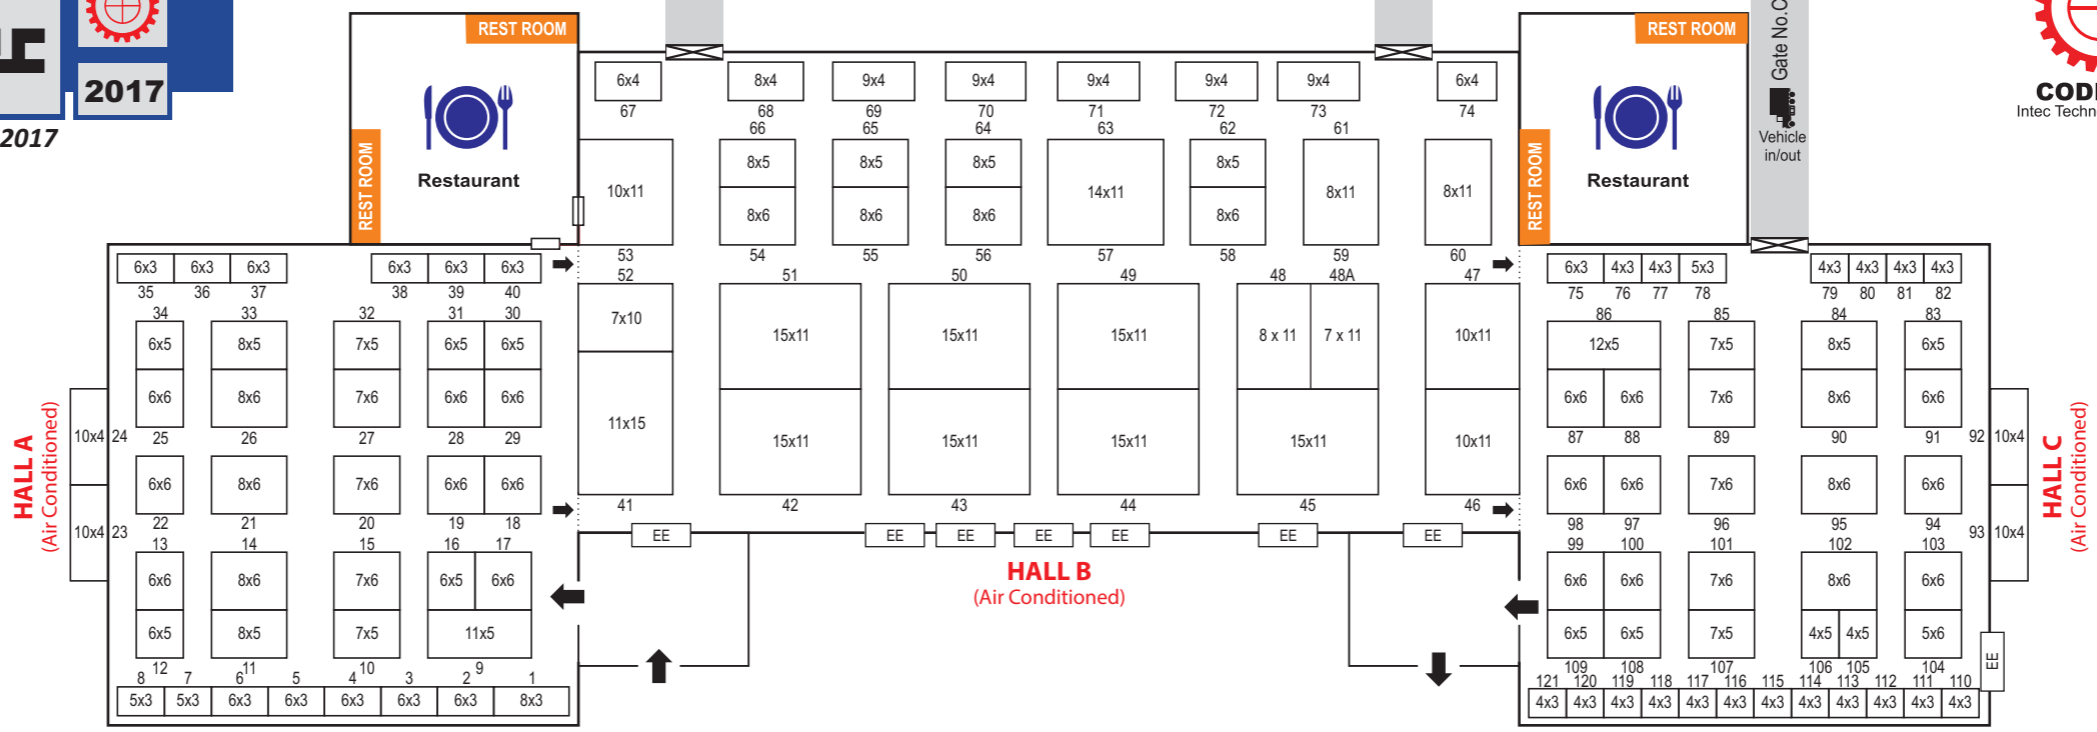 2017
2017
REST ROOM
REST ROOM
Restaurant
REST ROOM
REST ROOM
Restaurant
Gate No.
Vehicle
in/out
Intec
6x4 8x4 9x4 9x4 9x4 9x4 9x4 6x4
67 68 69 70 71 72 73 74
66 65 64 63 62 61
10x11 8x5 8x5 8x5 14x11 8x5 8x11 8x11
8x6 8x6 8x6 8x6
53 54 55 56 57 58 59 60
52 51 50 49 48 48A 47
7x10 15x11 15x11 15x11 8 x 11 7 x 11 10x11
11x15 15x11 15x11 15x11 15x11 10x11
41 42 43 44 45 46
EE EE EE EE EE EE EE
HALL B
(Air Conditioned)
HALL A
(Air Conditioned)
6x3 6x3 6x3 6x3 6x3 6x3
35 36 37 38 39 40
34 33 32 31 30
6x5 8x5 7x5 6x5 6x5
6x6 8x6 7x6 6x6 6x6
10x4 24 25 26 27 28 29
6x6 8x6 7x6 6x6 6x6
10x4 23 22 21 20 19 18
13 14 15 16 17
6x6 8x6 7x6 6x5 6x6
6x5 8x5 7x5 11x5
12 11 10 9
8 7 6 5 4 3 2 1
5x3 5x3 6x3 6x3 6x3 6x3 6x3 8x3
6x3 4x3 4x3 5x3 4x3 4x3 4x3 4x3
75 76 77 78 79 80 81 82
86 85 84 83
12x5 7x5 8x5 6x5
6x6 6x6 7x6 8x6 6x6
87 88 89 90 91 92 10x4
6x6 6x6 7x6 8x6 6x6
98 97 96 95 94 93 10x4
99 100 101 102 103
6x6 6x6 7x6 8x6 6x6
6x5 6x5 7x5 4x5 4x5 5x6
109 108 107 106 105 104
EE
121 120 119 118 117 116 115 114 113 112 111 110
4x3 4x3 4x3 4x3 4x3 4x3 4x3 4x3 4x3 4x3 4x3 4x3
HALL C
(Air Conditioned)